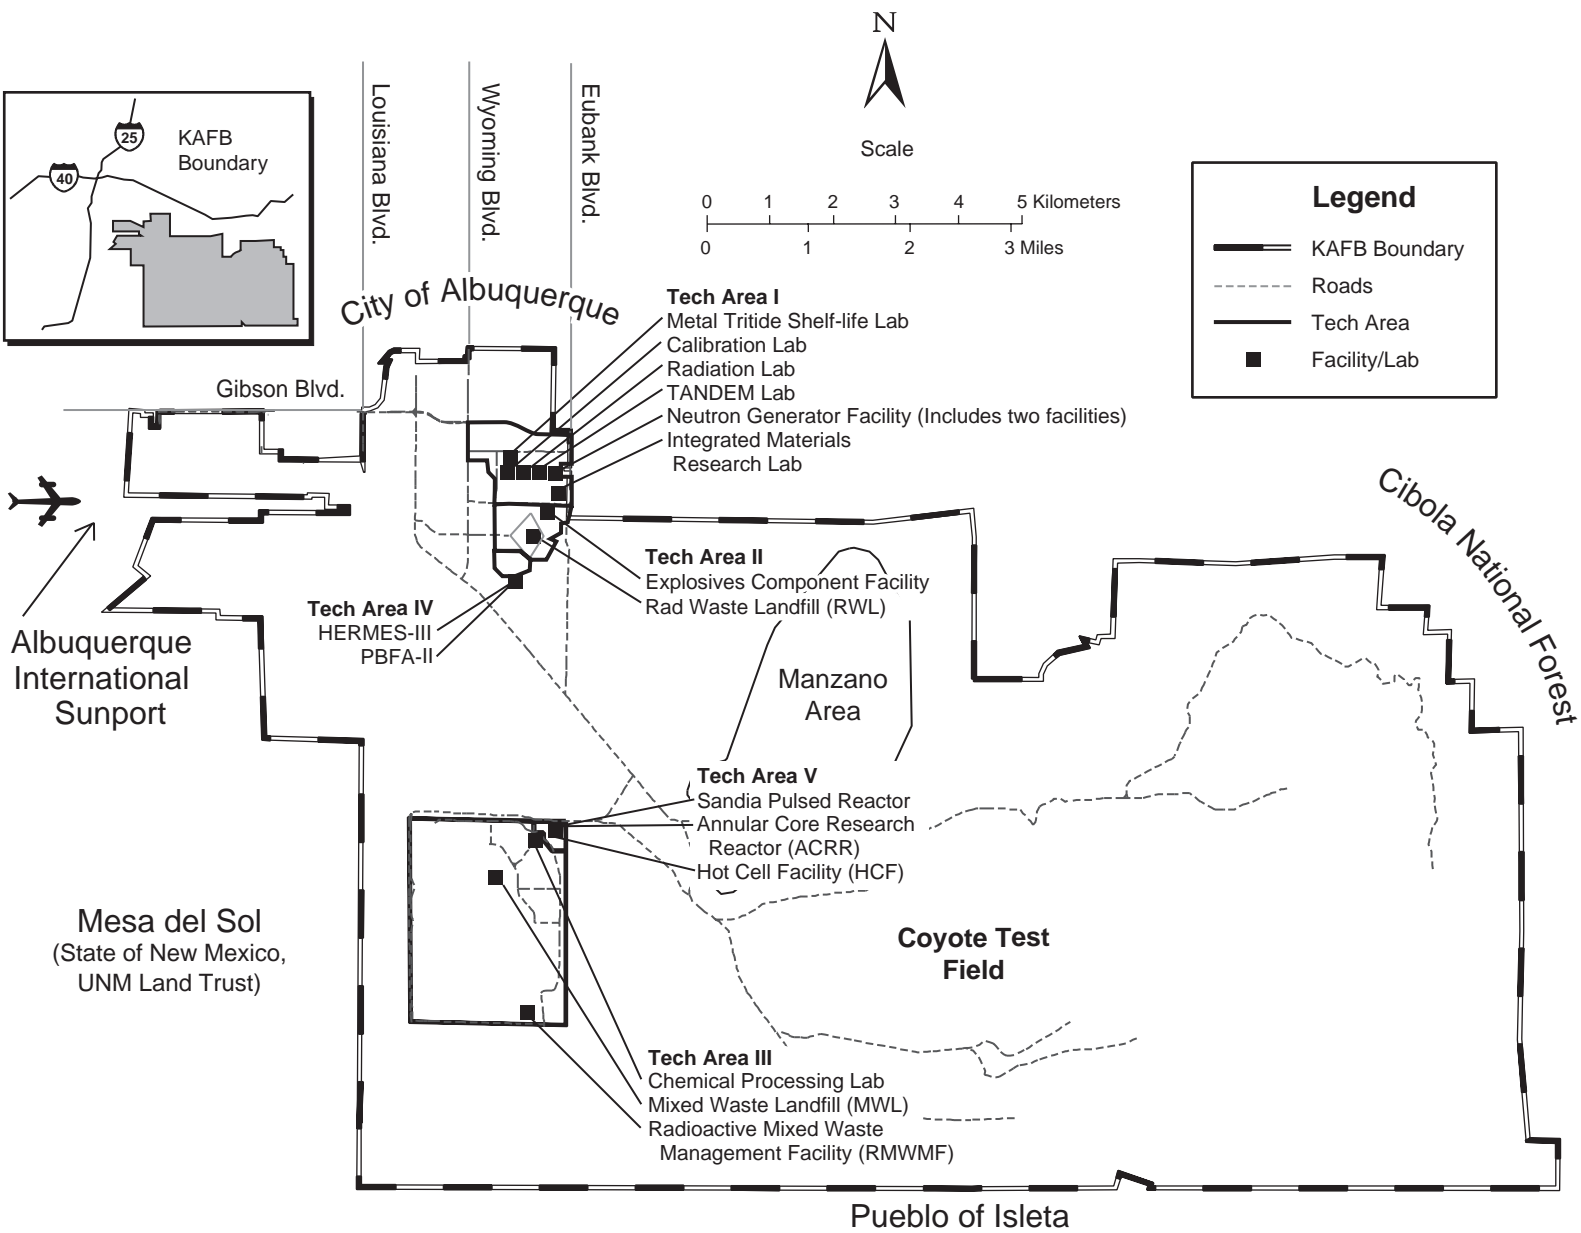 N
Scale
0 1 2 3 4 5 Kilometers
0 1 2 3 Miles
25
40
KAFB
Boundary
Louisiana Blvd.
Wyoming Blvd.
Eubank Blvd.
Legend
KAFB Boundary
Roads
Tech Area
Facility/Lab
City of Albuquerque
Gibson Blvd.
Tech Area I
Metal Tritide Shelf-life Lab
Calibration Lab
Radiation Lab
TANDEM Lab
Neutron Generator Facility (Includes two facilities)
Integrated Materials
Research Lab
Cibola National Forest
Tech Area II
Explosives Component Facility
Rad Waste Landfill (RWL)
Tech Area IV
HERMES-III
PBFA-II
Albuquerque
International
Sunport
Manzano
Area
Tech Area V
Sandia Pulsed Reactor
Annular Core Research
Reactor (ACRR)
Hot Cell Facility (HCF)
Mesa del Sol
(State of New Mexico,
UNM Land Trust)
Coyote Test
Field
Tech Area III
Chemical Processing Lab
Mixed Waste Landfill (MWL)
Radioactive Mixed Waste
Management Facility (RMWMF)
Pueblo of Isleta